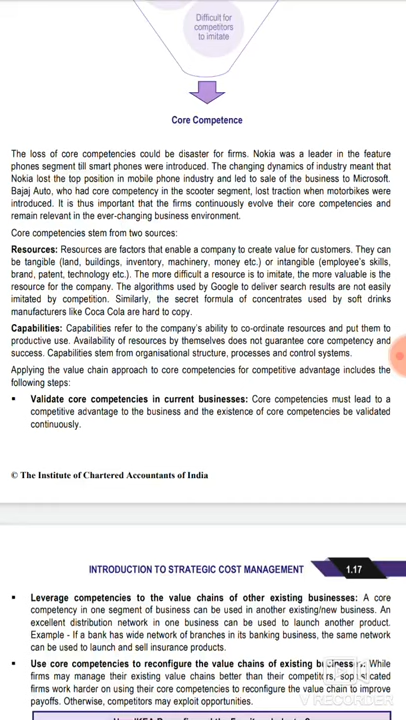 Difficult for
competitors
to imitate
Core Competence
The loss of core competencies could be disaster for firms. Nokia was a leader in the feature
phones segment till smart phones were introduced. The changing dynamics of industry meant that
Nokia lost the top position in mobile phone industry and led to sale of the business to Microsoft.
Bajaj Auto, who had core competency in the scooter segment, lost traction when motorbikes were
introduced. It is thus important that the firms continuously evolve their core competencies and
remain relevant in the ever-changing business environment.
Core competencies stem from two sources:
Resources: Resources are factors that enable a company to create value for customers. They can
be tangible (land, buildings, inventory, machinery, money etc.) or intangible (employee's skills,
brand, patent, technology etc.). The more difficult a resource is to imitate, the more valuable is the
resource for the company. The algorithms used by Google to deliver search results are not easily
imitated by competition. Similarly, the secret formula of concentrates used by soft drinks
manufacturers like Coca Cola are hard to copy.
Capabilities: Capabilities refer to the company's ability to co-ordinate resources and put them to
productive use. Availability of resources by themselves does not guarantee core competency and
success. Capabilities stem from organisational structure, processes and control systems.
Applying the value chain approach to core competencies for competitive advantage includes the
following steps:
▪ Validate core competencies in current businesses: Core competencies must lead to a
competitive advantage to the business and the existence of core competencies be validated
continuously.
© The Institute of Chartered Accountants of India
INTRODUCTION TO STRATEGIC COST MANAGEMENT 1.17
▪ Leverage competencies to the value chains of other existing businesses: A core
competency in one segment of business can be used in another existing/new business. An
excellent distribution network in one business can be used to launch another product.
Example - If a bank has wide network of branches in its banking business, the same network
can be used to launch and sell insurance products.
▪ Use core competencies to reconfigure the value chains of existing businesses: While
firms may manage their existing value chains better than their competitors, sophisticated
firms work harder on using their core competencies to reconfigure the value chain to improve
payoffs. Otherwise, competitors may exploit opportunities.
RECORDER